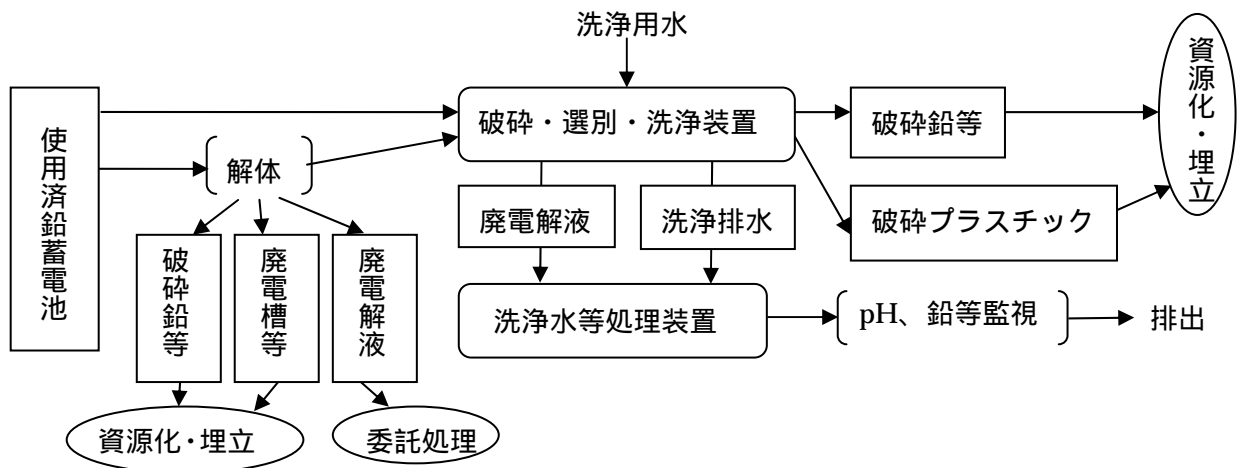 洗浄用水
資源化・埋立
使用済鉛蓄電池
破砕・選別・洗浄装置
破砕鉛等
解体
廃電解液
洗浄排水
破砕プラスチック
破砕鉛等
廃電槽等
廃電解液
洗浄水等処理装置
pH、鉛等監視
排出
資源化・埋立
委託処理